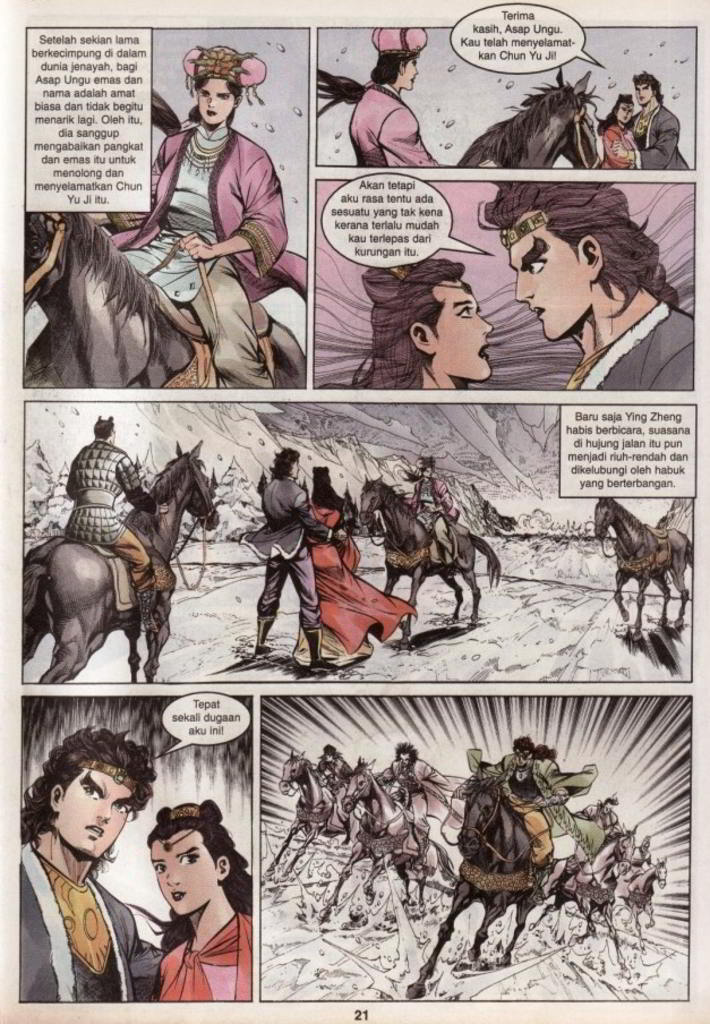 Setelah sekian lama
berkecimpung di dalam
dunia jenayah, bagi
Asap Ungu emas dan
nama adalah amat
biasa dan tidak begitu
menarik lagi. Oleh itu,
dia sanggup
mengabaikan pangkat
dan emas itu untuk
menolong dan
menyelamatkan Chun
Yu Ji itu.
Terima
kasih, Asap Ungu.
Kau telah menyelamat-
kan Chun Yu Ji!
Akan tetapi
aku rasa tentu ada
sesuatu yang tak kena
kerana terlalu mudah
kau terlepas dari
kurungan itu.
Baru saja Ying Zheng
habis berbicara, suasana
di hujung jalan itu pun
menjadi riuh-rendah dan
dikelubungi oleh habuk
yang berterbangan.
Tepat
sekali dugaan
aku ini!
21